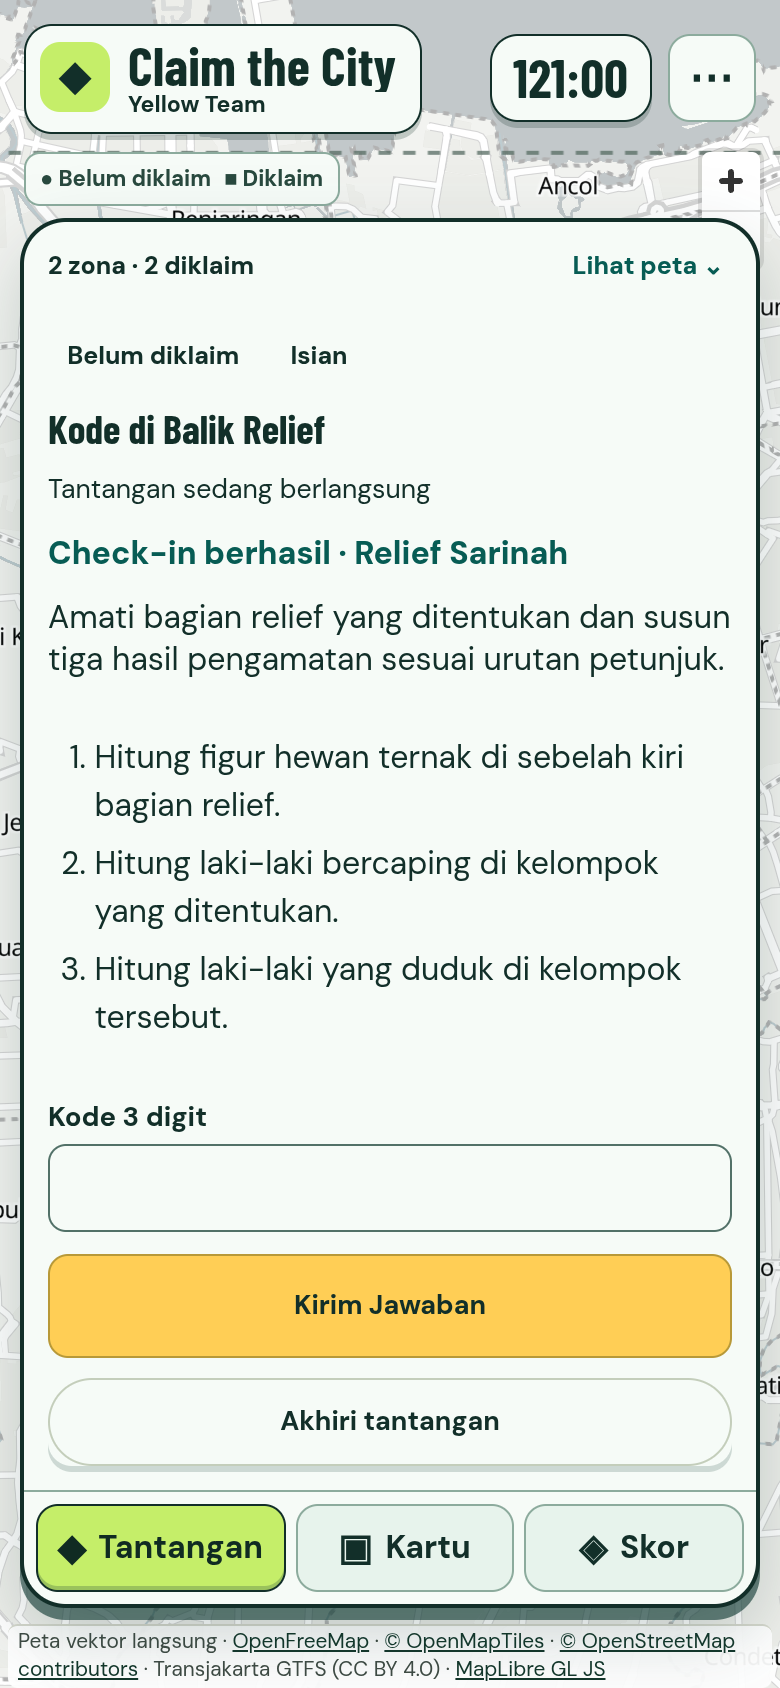 Claim the City
Yellow Team
121:00
● Belum diklaim ■ Diklaim
Ancol
2 zona · 2 diklaim
Lihat peta
Belum diklaim
Isian
Kode di Balik Relief
Tantangan sedang berlangsung
Check-in berhasil · Relief Sarinah
Amati bagian relief yang ditentukan dan susun
tiga hasil pengamatan sesuai urutan petunjuk.
1. Hitung figur hewan ternak di sebelah kiri
bagian relief.
2. Hitung laki-laki bercaping di kelompok
yang ditentukan.
3. Hitung laki-laki yang duduk di kelompok
tersebut.
Kode 3 digit
Kirim Jawaban
Akhiri tantangan
◆ Tantangan
▣ Kartu
◈ Skor
Peta vektor langsung · OpenFreeMap · © OpenMapTiles · © OpenStreetMap
contributors · Transjakarta GTFS (CC BY 4.0) · MapLibre GL JS